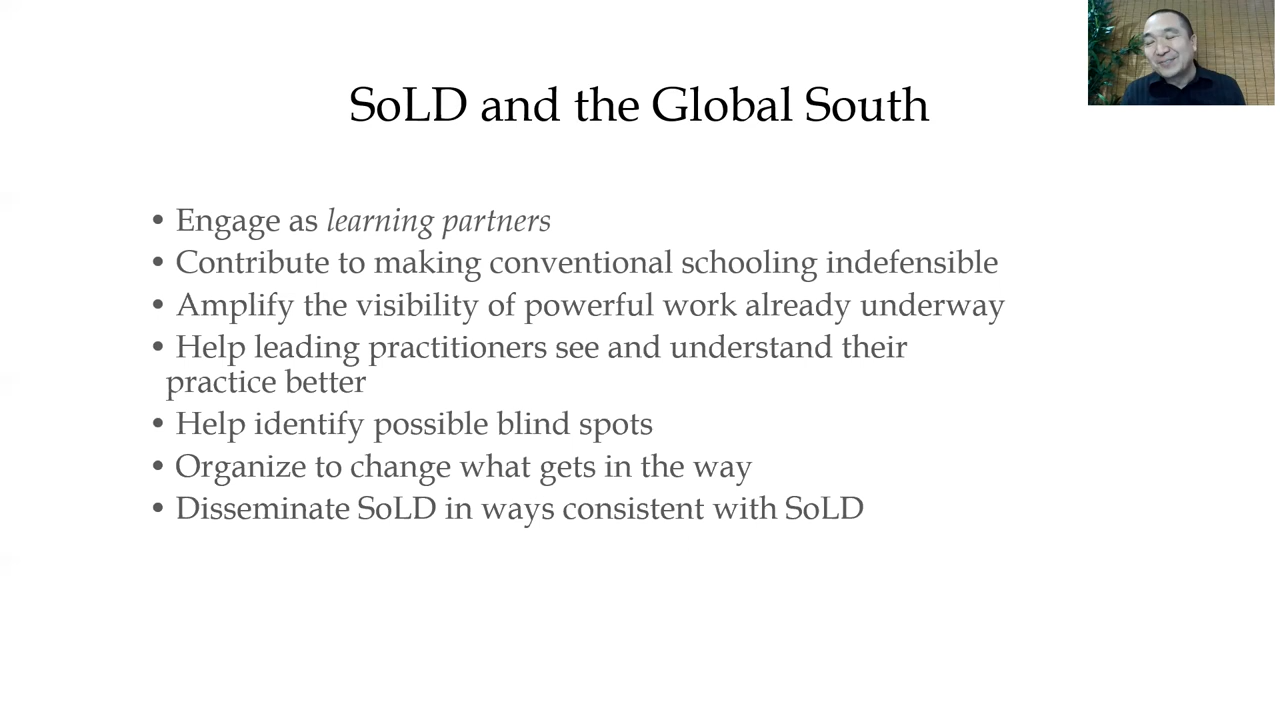 SoLD and the Global South
• Engage as learning partners
• Contribute to making conventional schooling indefensible
• Amplify the visibility of powerful work already underway
• Help leading practitioners see and understand their
practice better
• Help identify possible blind spots
• Organize to change what gets in the way
• Disseminate SoLD in ways consistent with SoLD